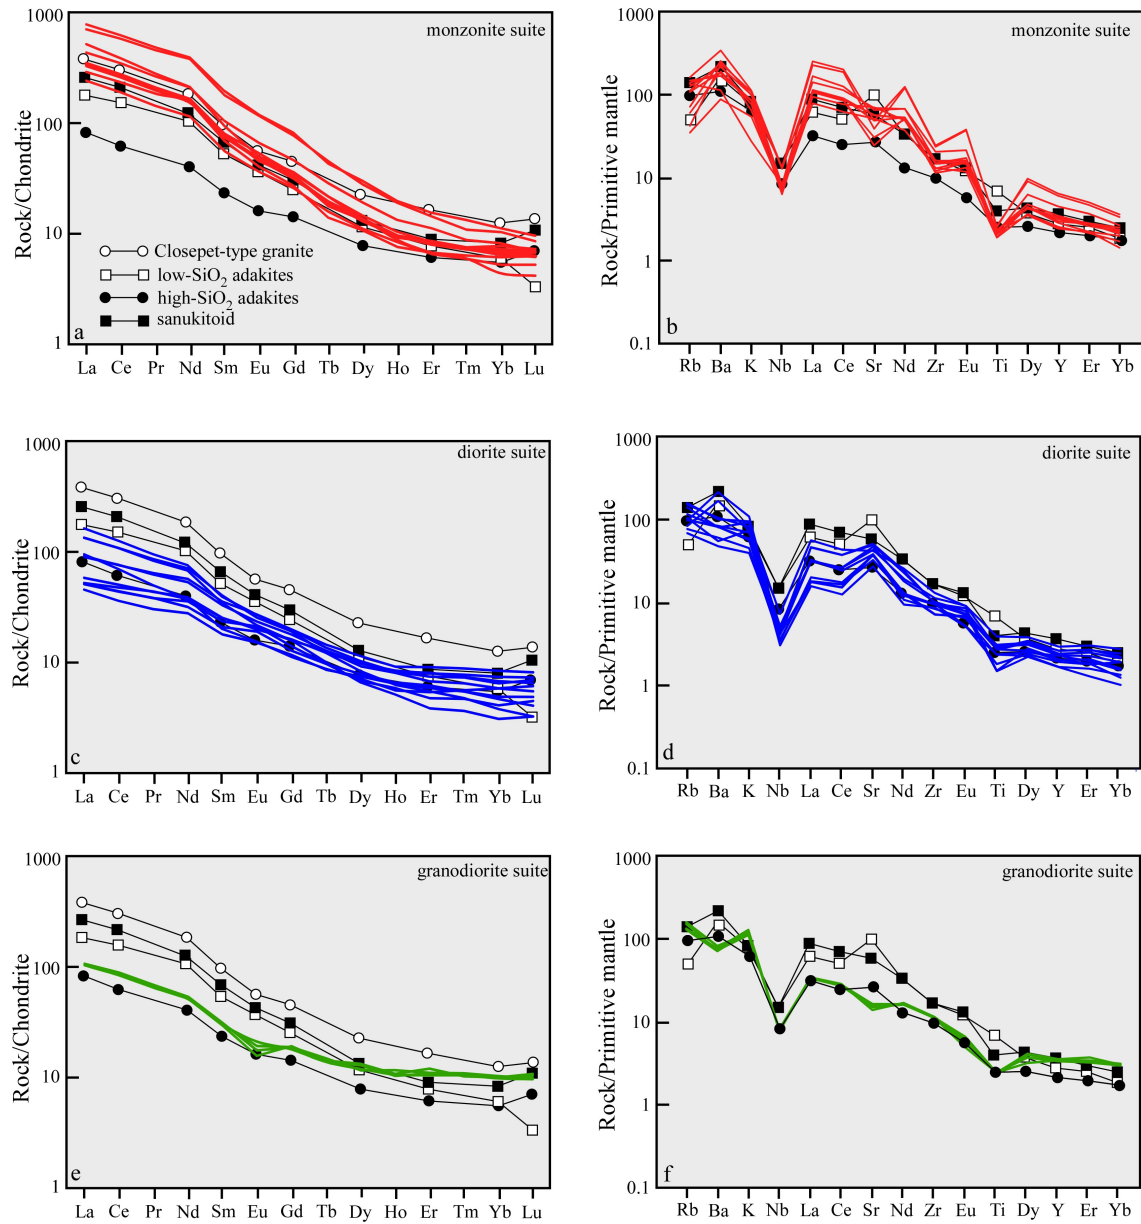 1000
100
10
1
Rock/Chondrite
monzonite suite
Closepet-type granite
low-SiO₂ adakites
high-SiO₂ adakites
sanukitoid
a
La Ce Pr Nd Sm Eu Gd Tb Dy Ho Er Tm Yb Lu
1000
100
10
1
0.1
Rock/Primitive mantle
monzonite suite
b
Rb Ba K Nb La Ce Sr Nd Zr Eu Ti Dy Y Er Yb
1000
100
10
1
Rock/Chondrite
diorite suite
c
La Ce Pr Nd Sm Eu Gd Tb Dy Ho Er Tm Yb Lu
1000
100
10
1
0.1
Rock/Primitive mantle
diorite suite
d
Rb Ba K Nb La Ce Sr Nd Zr Eu Ti Dy Y Er Yb
1000
100
10
1
Rock/Chondrite
granodiorite suite
e
La Ce Pr Nd Sm Eu Gd Tb Dy Ho Er Tm Yb Lu
1000
100
10
1
0.1
Rock/Primitive mantle
granodiorite suite
f
Rb Ba K Nb La Ce Sr Nd Zr Eu Ti Dy Y Er Yb